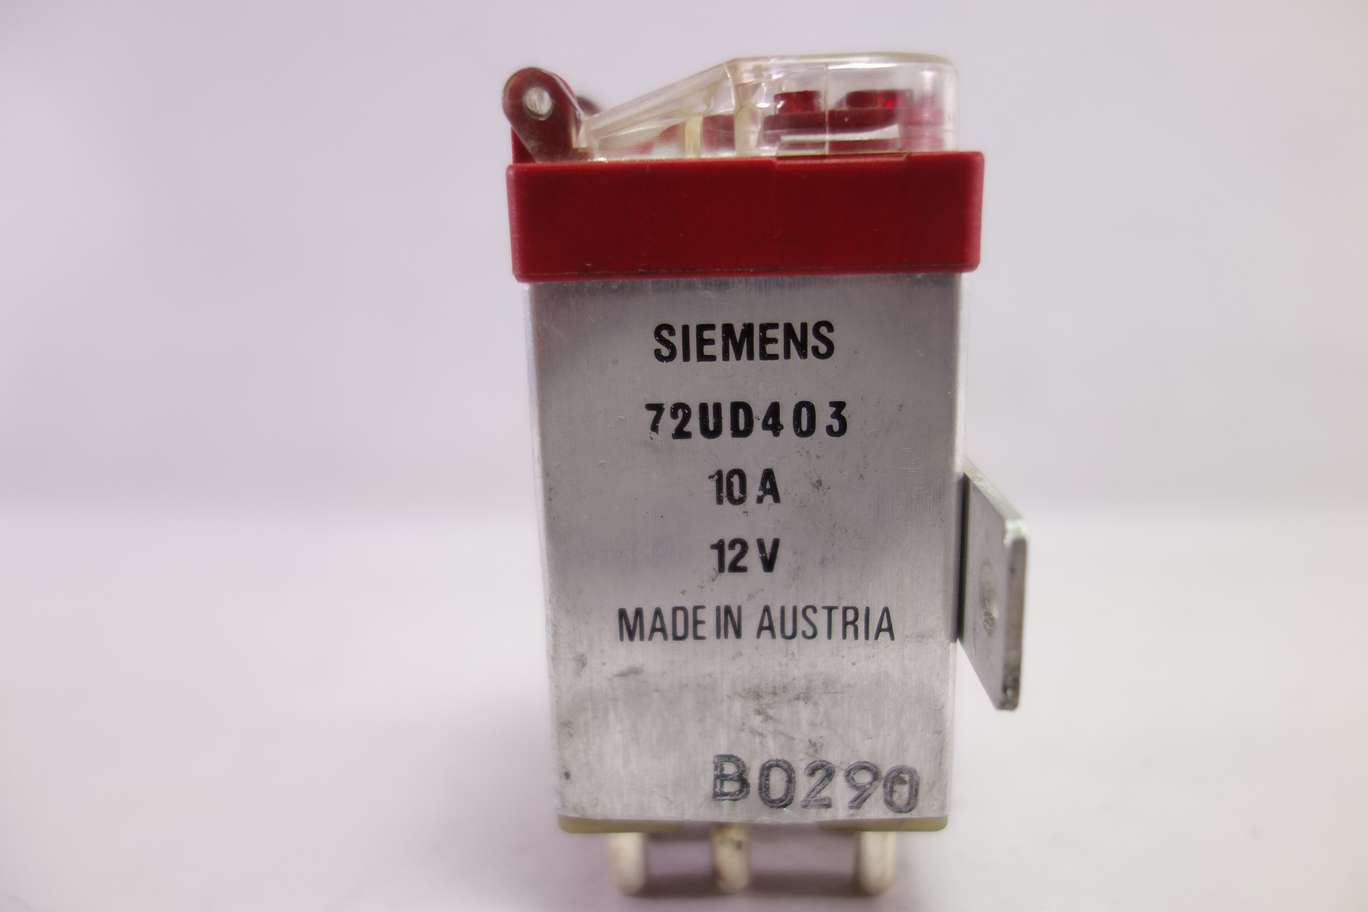 SIEMENS
72UD403
10A
12V
MADE IN AUSTRIA
B0290